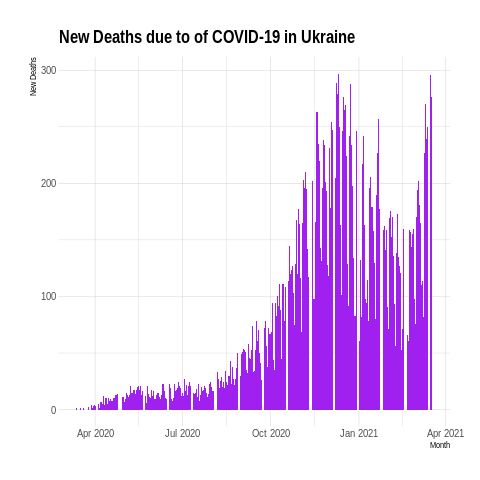 New Deaths due to of COVID-19 in Ukraine
New Deaths
300
200
100
0
Apr 2020 Jul 2020 Oct 2020 Jan 2021 Apr 2021
Month